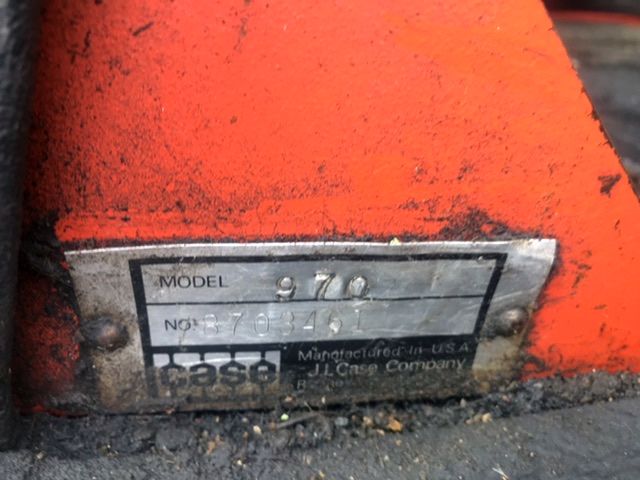 MODEL 970
NO. 8703461
case
Manufactured in U.S.A
J.I. Case Company